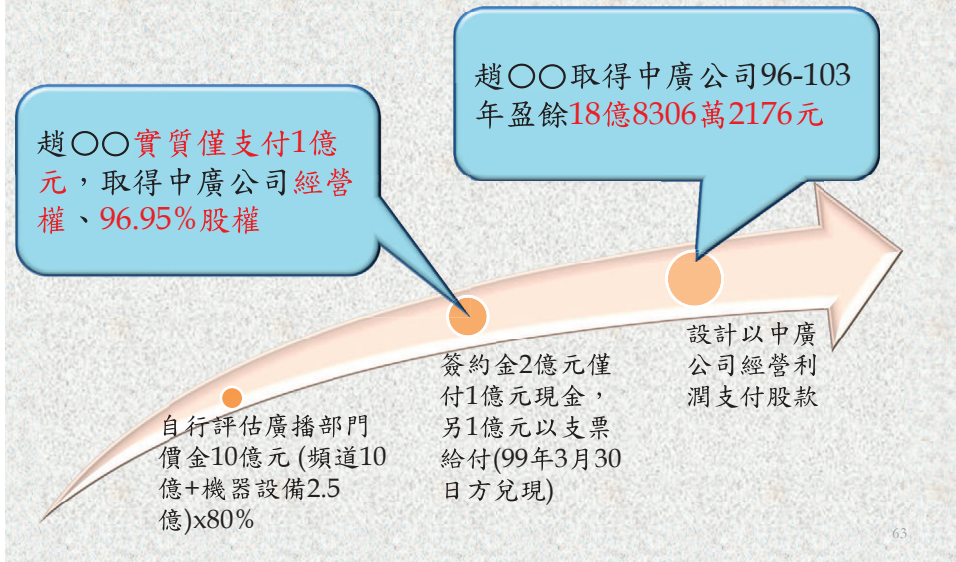 趙○○實質僅支付1億
元，取得中廣公司經營
權、96.95%股權
趙○○取得中廣公司96-103
年盈餘18億8306萬2176元
自行評估廣播部門
價金10億元 (頻道10
億+機器設備2.5
億)x80%
簽約金2億元僅
付1億元現金，
另1億元以支票
給付(99年3月30
日方兌現)
設計以中廣
公司經營利
潤支付股款
63